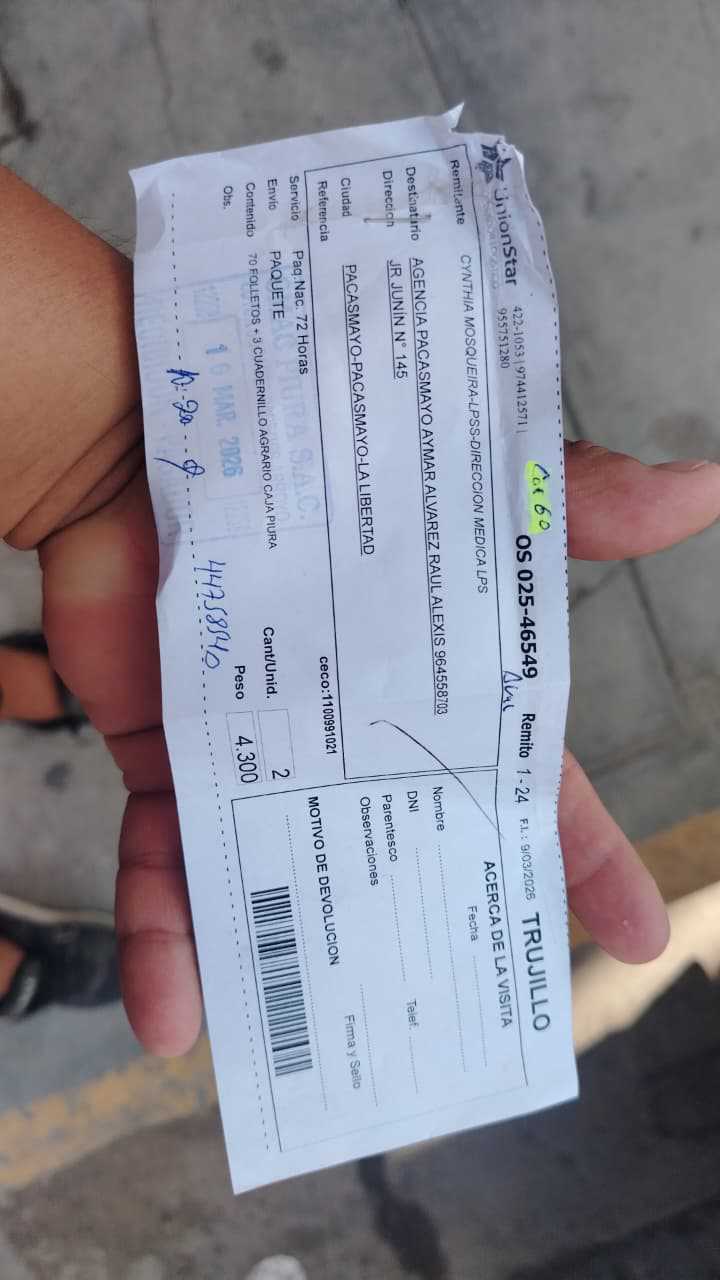 UnionStar
422-1053 | 974412571 |
955751280
OS 025-46549
Remito 1 - 24 F.I.: 9/03/2026 TRUJILLO
Remitente CYNTHIA MOSQUEIRA-LPSS-DIRECCION MEDICA LPS
Destinatario AGENCIA PACASMAYO AYMAR ALVAREZ RAUL ALEXIS 964558703
Direccion JR JUNIN N° 145
Ciudad PACASMAYO-PACASMAYO-LA LIBERTAD
Referencia
ceco:1100991021
Servicio Paq.Nac. 72 Horas
Envio PAQUETE
Cant/Unid. 2
Contenido 70 FOLLETOS + 3 CUADERNILLO AGRARIO CAJA PIURA
Peso 4.300
Obs.
PIURA S.A.C.
10 MAR. 2026
44758540
ACERCA DE LA VISITA
Fecha
Nombre
DNI
Telef.
Parentesco
Observaciones
Firma y Sello
MOTIVO DE DEVOLUCION